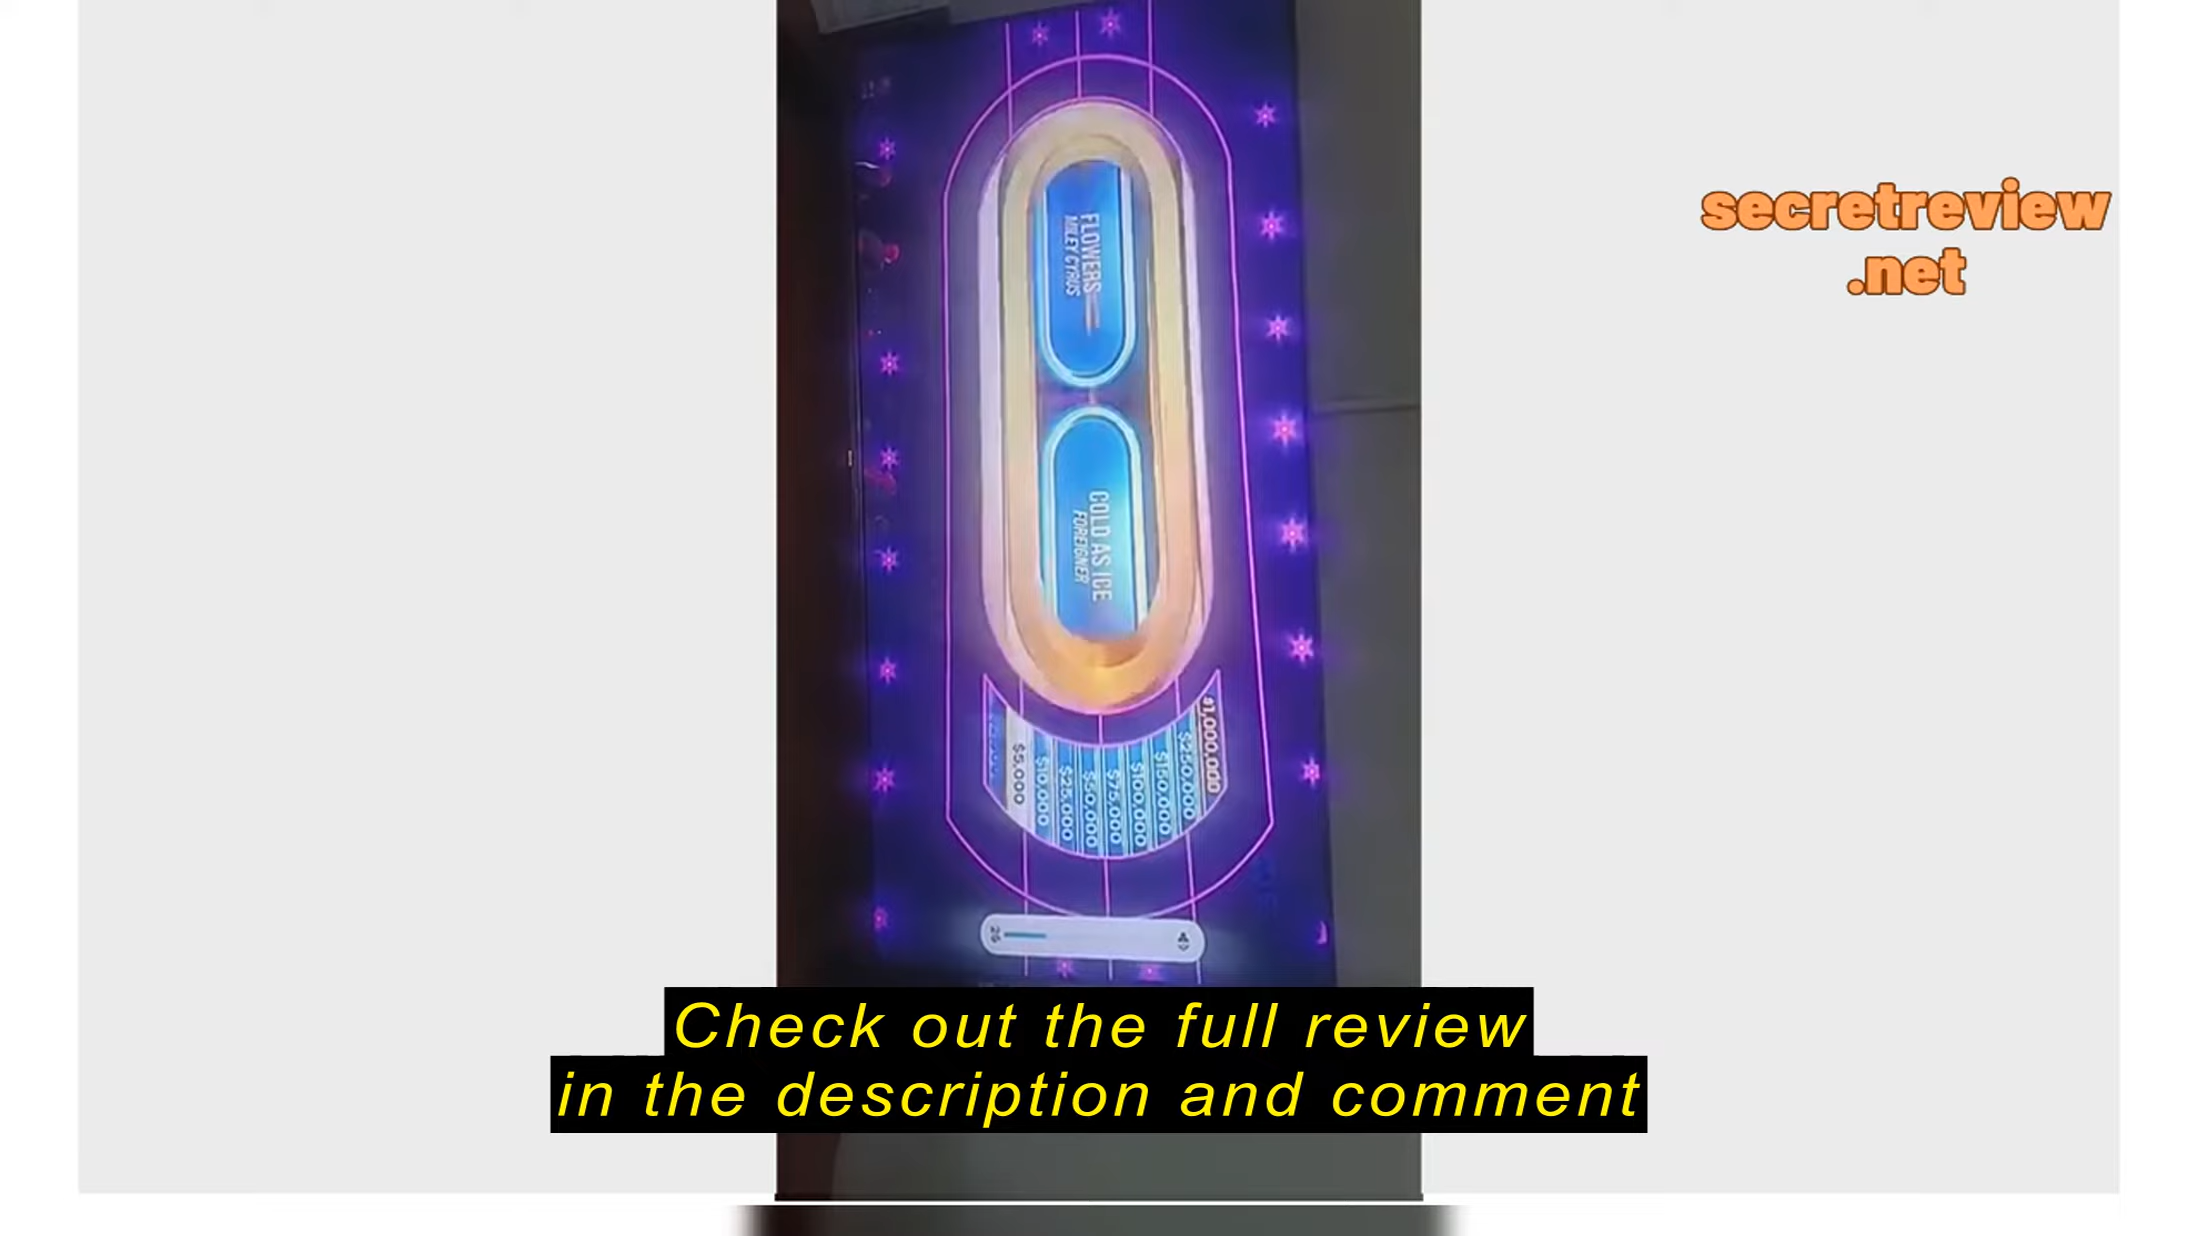 secretreview
.net
FLOWERS
MILEY CYRUS
COLD AS ICE
FOREIGNER
$1,000,000
$250,000
$150,000
$100,000
$75,000
$50,000
$25,000
$10,000
$5,000
26
Check out the full review
in the description and comment